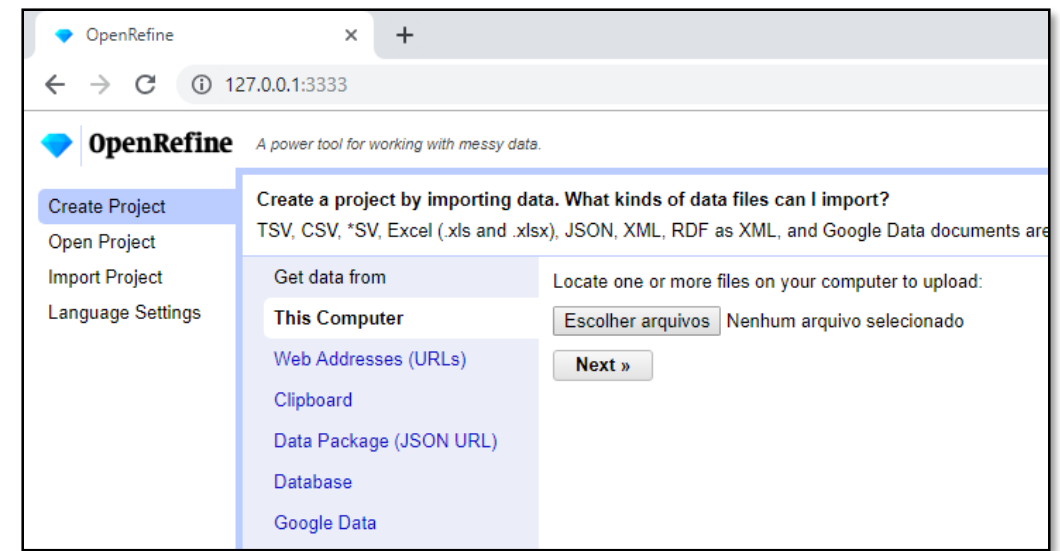 OpenRefine
127.0.0.1:3333
OpenRefine A power tool for working with messy data.
Create Project
Open Project
Import Project
Language Settings
Create a project by importing data. What kinds of data files can I import?
TSV, CSV, *SV, Excel (.xls and .xlsx), JSON, XML, RDF as XML, and Google Data documents are
Get data from
This Computer
Web Addresses (URLs)
Clipboard
Data Package (JSON URL)
Database
Google Data
Locate one or more files on your computer to upload:
Escolher arquivos Nenhum arquivo selecionado
Next »